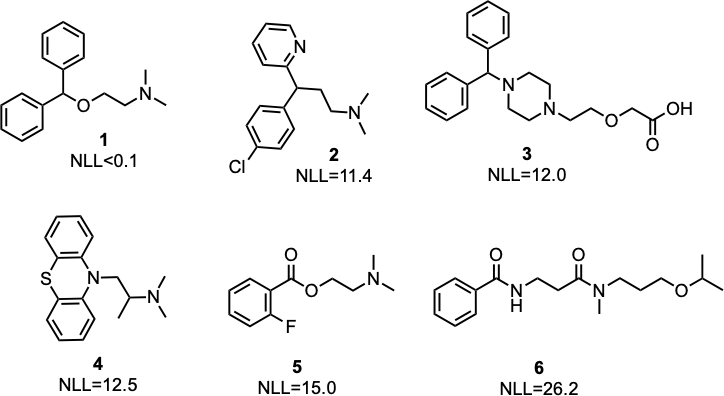 N
O
N
1
NLL<0.1
N
N
Cl
2
NLL=11.4
N
N
O
OH
O
3
NLL=12.0
S
N
N
4
NLL=12.5
O
O
N
F
5
NLL=15.0
O
N
H
O
N
O
6
NLL=26.2